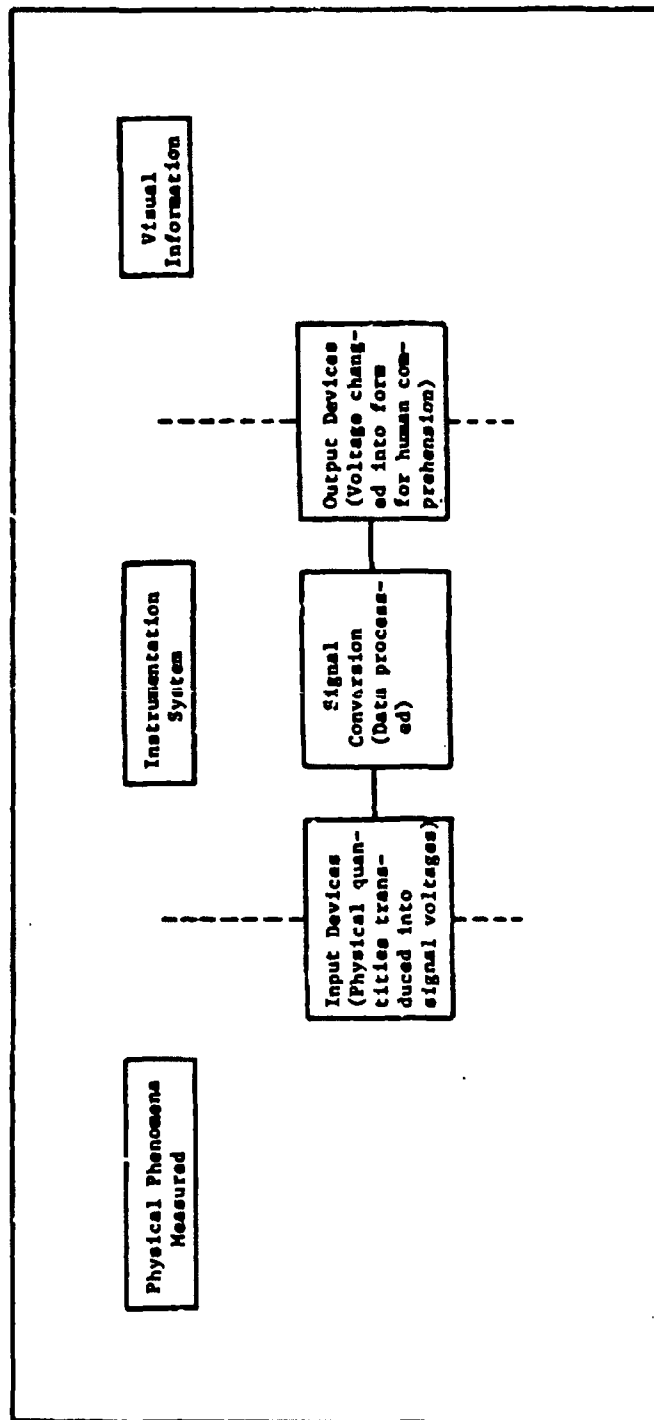 Physical Phenomena
Measured
Instrumentation
System
Visual
Information
Input Devices
(Physical quan-
tities trans-
duced into
signal voltages)
Signal
Conversion
(Data process-
ed)
Output Devices
(Voltage chang-
ed into form
for human com-
prehension)